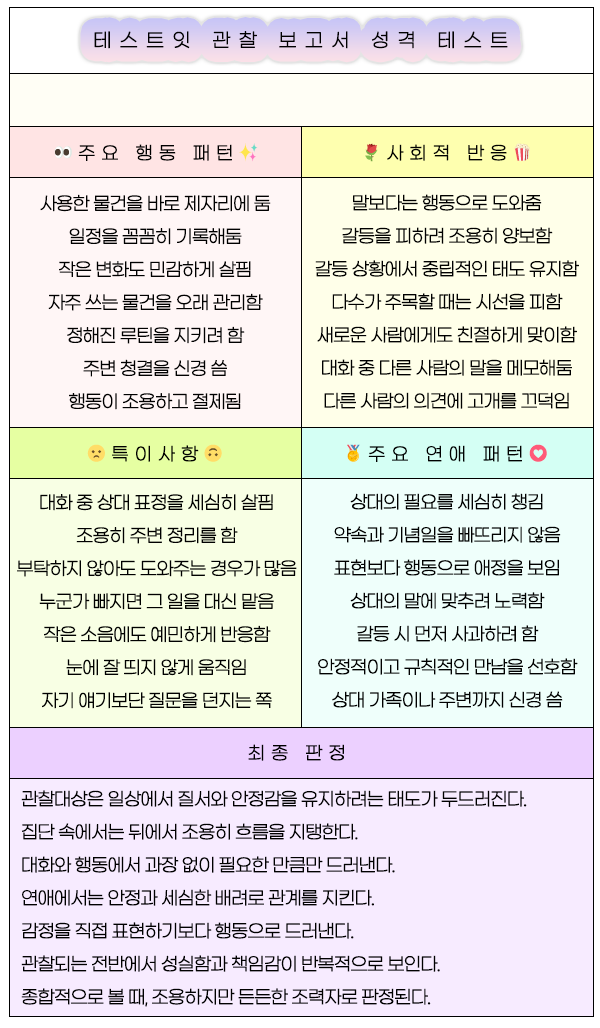 테스트잇 관찰 보고서 성격 테스트
👀 주요 행동 패턴 ✨
사용한 물건을 바로 제자리에 둠
일정을 꼼꼼히 기록해둠
작은 변화도 민감하게 살핌
자주 쓰는 물건을 오래 관리함
정해진 루틴을 지키려 함
주변 청결을 신경 씀
행동이 조용하고 절제됨
🌹 사회적 반응 🍿
말보다는 행동으로 도와줌
갈등을 피하려 조용히 양보함
갈등 상황에서 중립적인 태도 유지함
다수가 주목할 때는 시선을 피함
새로운 사람에게도 친절하게 맞이함
대화 중 다른 사람의 말을 메모해둠
다른 사람의 의견에 고개를 끄덕임
🙁 특이사항 🙃
대화 중 상대 표정을 세심히 살핌
조용히 주변 정리를 함
부탁하지 않아도 도와주는 경우가 많음
누군가 빠지면 그 일을 대신 맡음
작은 소음에도 예민하게 반응함
눈에 잘 띄지 않게 움직임
자기 얘기보단 질문을 던지는 쪽
🏅 주요 연애 패턴 💟
상대의 필요를 세심히 챙김
약속과 기념일을 빠뜨리지 않음
표현보다 행동으로 애정을 보임
상대의 말에 맞추려 노력함
갈등 시 먼저 사과하려 함
안정적이고 규칙적인 만남을 선호함
상대 가족이나 주변까지 신경 씀
최종 판정
관찰대상은 일상에서 질서와 안정감을 유지하려는 태도가 두드러진다.
집단 속에서는 뒤에서 조용히 흐름을 지탱한다.
대화와 행동에서 과장 없이 필요한 만큼만 드러낸다.
연애에서는 안정과 세심한 배려로 관계를 지킨다.
감정을 직접 표현하기보다 행동으로 드러낸다.
관찰되는 전반에서 성실함과 책임감이 반복적으로 보인다.
종합적으로 볼 때, 조용하지만 든든한 조력자로 판정된다.